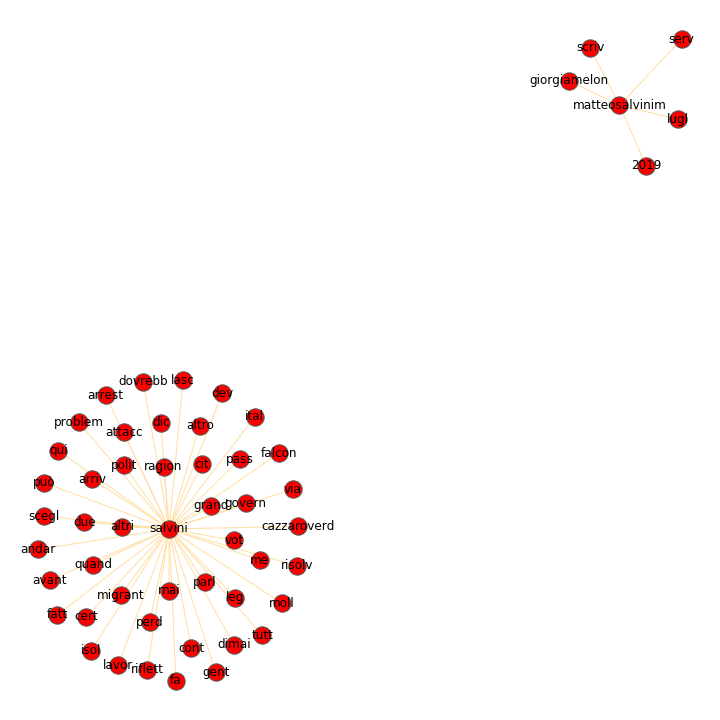 serv
scriv
giorgiamelon
matteosalvinim
lugl
2019
dovrebb
lasc
arrest
dev
ital
problem
attacc
dic
altro
qui
falcon
polit
ragion
cit
pass
può
arriv
via
grand
govern
scegl
due
altri
salvini
cazzaroverd
andar
vot
quand
me
risolv
avant
migrant
mai
parl
leg
moll
fatt
cert
perd
tutt
isol
cont
dimai
lavor
riflett
fa
gent